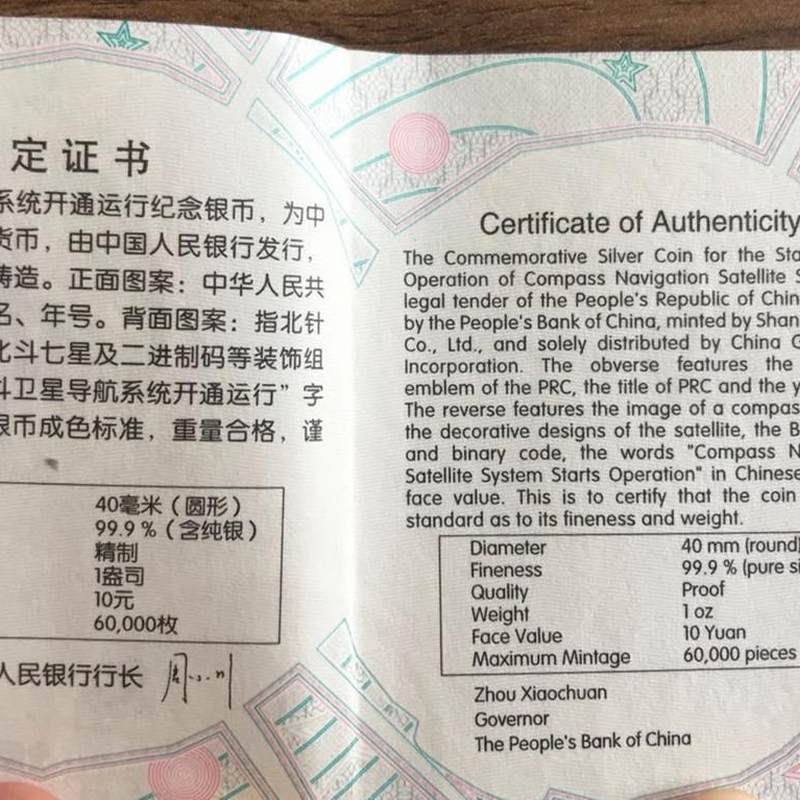 定证书
系统开通运行纪念银币，为中
货币，由中国人民银行发行，
铸造。正面图案：中华人民共
名、年号。背面图案：指北针
北斗七星及二进制码等装饰组
斗卫星导航系统开通运行”字
银币成色标准，重量合格，谨
40毫米（圆形）
99.9 %（含纯银）
精制
1盎司
10元
60,000枚
人民银行行长 周小川
Certificate of Authenticity
The Commemorative Silver Coin for the Sta
Operation of Compass Navigation Satellite S
legal tender of the People's Republic of Chin
by the People's Bank of China, minted by Shan
Co., Ltd., and solely distributed by China G
Incorporation. The obverse features the
emblem of the PRC, the title of PRC and the y
The reverse features the image of a compas
the decorative designs of the satellite, the B
and binary code, the words "Compass N
Satellite System Starts Operation" in Chinese
face value. This is to certify that the coin
standard as to its fineness and weight.
Diameter 40 mm (round)
Fineness 99.9 % (pure si
Quality Proof
Weight 1 oz
Face Value 10 Yuan
Maximum Mintage 60,000 pieces
Zhou Xiaochuan
Governor
The People's Bank of China